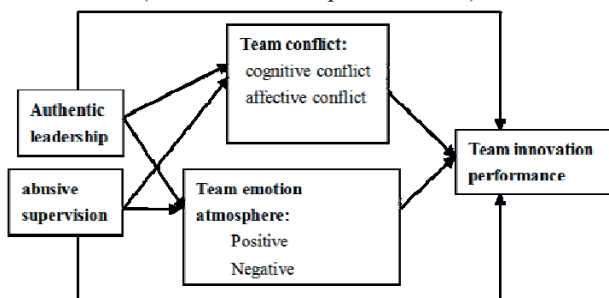 Team conflict:
cognitive conflict
affective conflict
Authentic
leadership
Team innovation
performance
abusive
supervision
Team emotion
atmosphere:
Positive
Negative